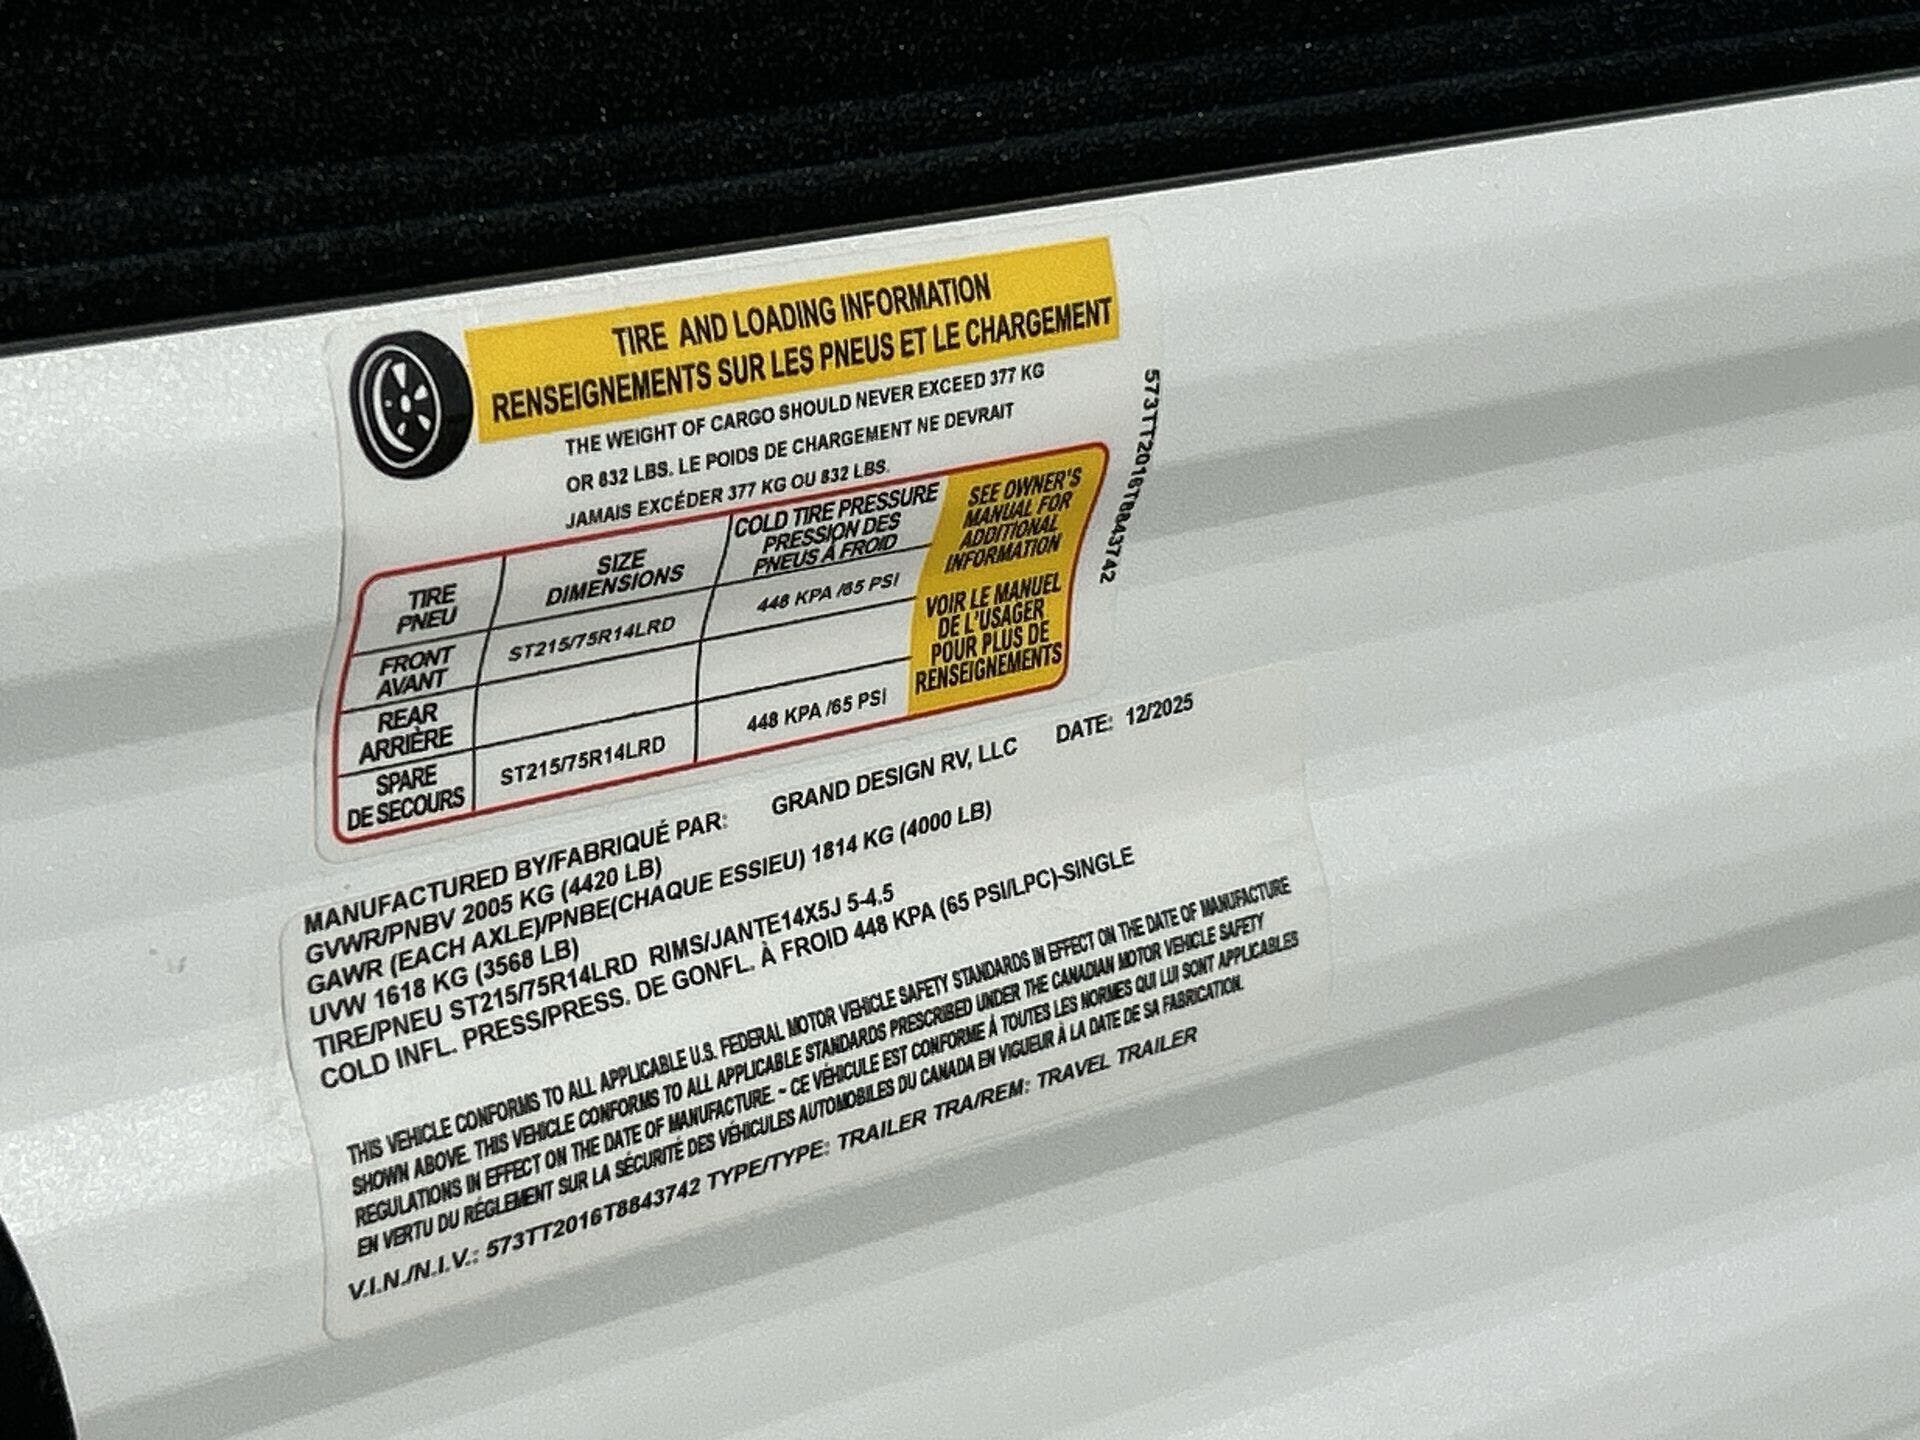 TIRE AND LOADING INFORMATION
RENSEIGNEMENTS SUR LES PNEUS ET LE CHARGEMENT
THE WEIGHT OF CARGO SHOULD NEVER EXCEED 377 KG
OR 832 LBS. LE POIDS DE CHARGEMENT NE DEVRAIT
JAMAIS EXCÉDER 377 KG OU 832 LBS.
TIRE
PNEU
SIZE
DIMENSIONS
COLD TIRE PRESSURE
PRESSION DES
PNEUS À FROID
FRONT
AVANT
ST215/75R14LRD
448 KPA /65 PSI
REAR
ARRIÈRE
SPARE
DE SECOURS
ST215/75R14LRD
448 KPA /65 PSI
SEE OWNER'S
MANUAL FOR
ADDITIONAL
INFORMATION
VOIR LE MANUEL
DE L'USAGER
POUR PLUS DE
RENSEIGNEMENTS
573TT2016T8843742
MANUFACTURED BY/FABRIQUÉ PAR: GRAND DESIGN RV, LLC DATE: 12/2025
GVWR/PNBV 2005 KG (4420 LB)
GAWR (EACH AXLE)/PNBE(CHAQUE ESSIEU) 1814 KG (4000 LB)
UVW 1618 KG (3568 LB)
TIRE/PNEU ST215/75R14LRD RIMS/JANTE14X5J 5-4.5
COLD INFL. PRESS/PRESS. DE GONFL. À FROID 448 KPA (65 PSI/LPC)-SINGLE
THIS VEHICLE CONFORMS TO ALL APPLICABLE U.S. FEDERAL MOTOR VEHICLE SAFETY STANDARDS IN EFFECT ON THE DATE OF MANUFACTURE
SHOWN ABOVE. THIS VEHICLE CONFORMS TO ALL APPLICABLE STANDARDS PRESCRIBED UNDER THE CANADIAN MOTOR VEHICLE SAFETY
REGULATIONS IN EFFECT ON THE DATE OF MANUFACTURE. ~ CE VÉHICULE EST CONFORME À TOUTES LES NORMES QUI LUI SONT APPLICABLES
EN VERTU DU RÉGLEMENT SUR LA SÉCURITÉ DES VÉHICULES AUTOMOBILES DU CANADA EN VIGUEUR À LA DATE DE SA FABRICATION.
V.I.N./N.I.V.: 573TT2016T8843742 TYPE/TYPE: TRAILER TRA/REM: TRAVEL TRAILER